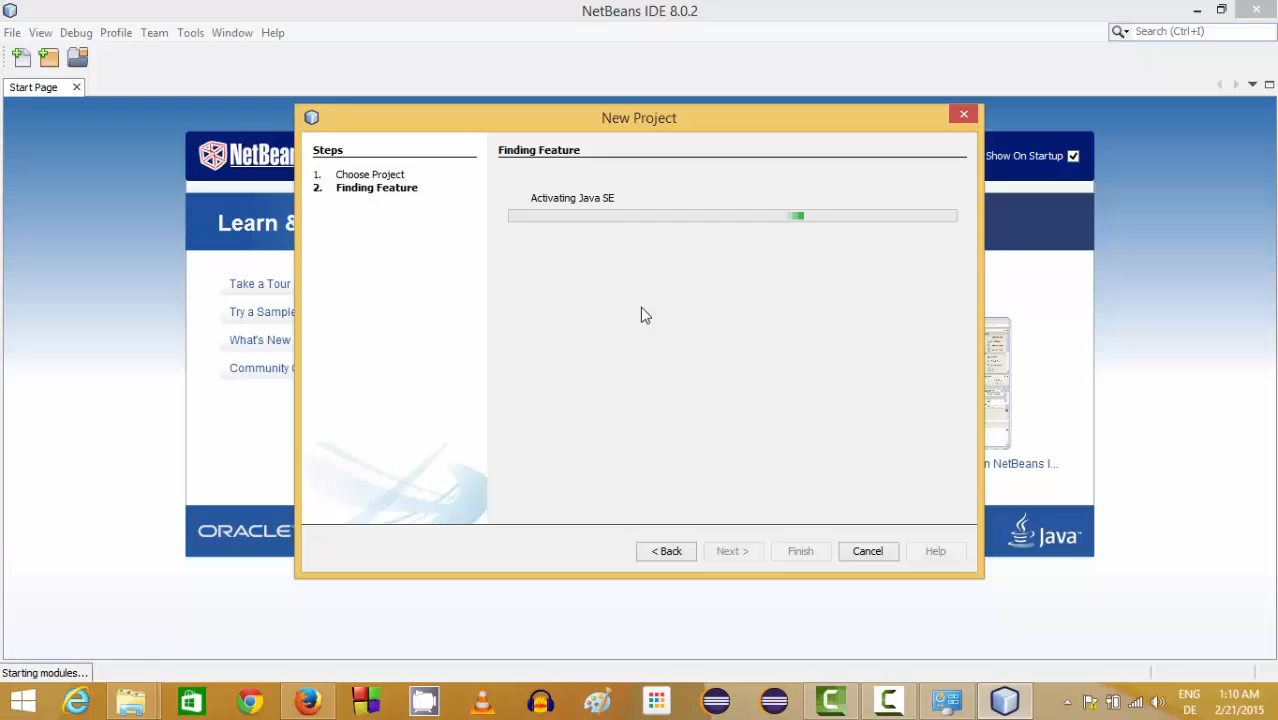 NetBeans IDE 8.0.2
File View Debug Profile Team Tools Window Help
Search (Ctrl+I)
Start Page
New Project
NetBean
Show On Startup
Steps
1. Choose Project
2. Finding Feature
Finding Feature
Activating Java SE
Learn &
Take a Tour
Try a Sample
What's New
Community
n NetBeans I...
ORACLE
Java
< Back Next > Finish Cancel Help
Starting modules...
ENG
DE
1:10 AM
2/21/2015